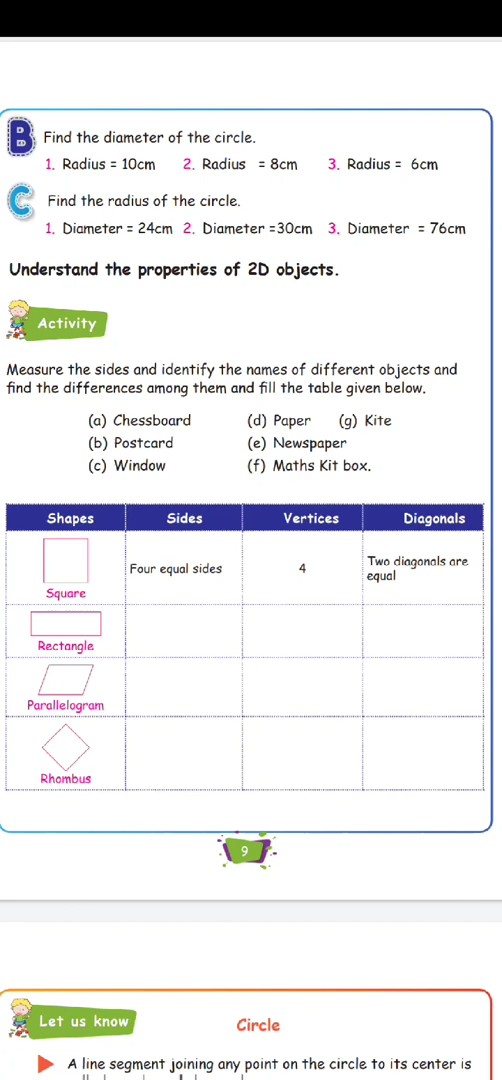 B Find the diameter of the circle.
1. Radius = 10cm 2. Radius = 8cm 3. Radius = 6cm
C Find the radius of the circle.
1. Diameter = 24cm 2. Diameter =30cm 3. Diameter = 76cm
Understand the properties of 2D objects.
Activity
Measure the sides and identify the names of different objects and
find the differences among them and fill the table given below.
(a) Chessboard (d) Paper (g) Kite
(b) Postcard (e) Newspaper
(c) Window (f) Maths Kit box.
Shapes Sides Vertices Diagonals
Square Four equal sides 4 Two diagonals are
equal
Rectangle
Parallelogram
Rhombus
9
Let us know Circle
A line segment joining any point on the circle to its center is